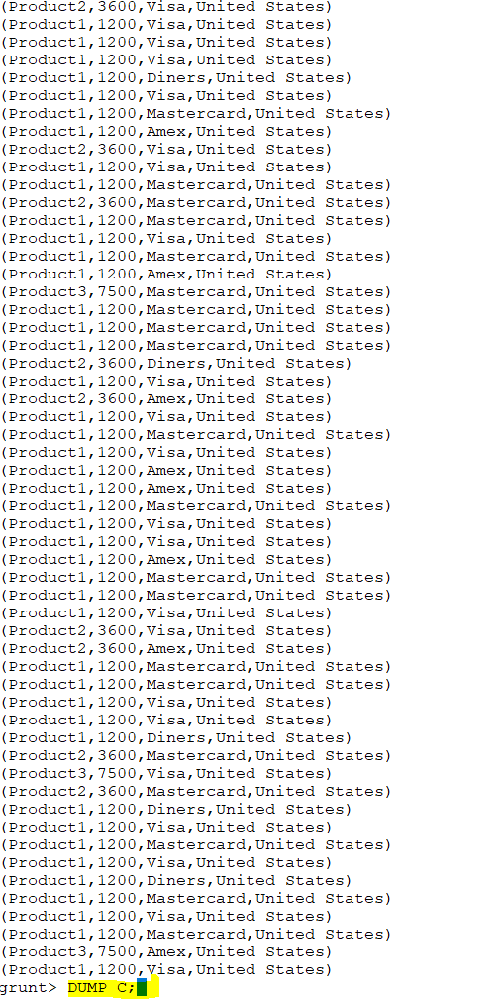 (Product2,3600,Visa,United States)
(Product1,1200,Visa,United States)
(Product1,1200,Visa,United States)
(Product1,1200,Visa,United States)
(Product1,1200,Diners,United States)
(Product1,1200,Visa,United States)
(Product1,1200,Mastercard,United States)
(Product1,1200,Amex,United States)
(Product2,3600,Visa,United States)
(Product1,1200,Visa,United States)
(Product1,1200,Mastercard,United States)
(Product2,3600,Mastercard,United States)
(Product1,1200,Mastercard,United States)
(Product1,1200,Visa,United States)
(Product1,1200,Mastercard,United States)
(Product1,1200,Amex,United States)
(Product3,7500,Mastercard,United States)
(Product1,1200,Mastercard,United States)
(Product1,1200,Mastercard,United States)
(Product1,1200,Mastercard,United States)
(Product2,3600,Diners,United States)
(Product1,1200,Visa,United States)
(Product2,3600,Amex,United States)
(Product1,1200,Visa,United States)
(Product1,1200,Mastercard,United States)
(Product1,1200,Visa,United States)
(Product1,1200,Amex,United States)
(Product1,1200,Amex,United States)
(Product1,1200,Mastercard,United States)
(Product1,1200,Visa,United States)
(Product1,1200,Visa,United States)
(Product1,1200,Amex,United States)
(Product1,1200,Mastercard,United States)
(Product1,1200,Mastercard,United States)
(Product1,1200,Visa,United States)
(Product2,3600,Visa,United States)
(Product2,3600,Amex,United States)
(Product1,1200,Mastercard,United States)
(Product1,1200,Mastercard,United States)
(Product1,1200,Visa,United States)
(Product1,1200,Visa,United States)
(Product1,1200,Diners,United States)
(Product2,3600,Mastercard,United States)
(Product3,7500,Visa,United States)
(Product2,3600,Mastercard,United States)
(Product1,1200,Diners,United States)
(Product1,1200,Visa,United States)
(Product1,1200,Mastercard,United States)
(Product1,1200,Visa,United States)
(Product1,1200,Diners,United States)
(Product1,1200,Mastercard,United States)
(Product1,1200,Visa,United States)
(Product1,1200,Mastercard,United States)
(Product3,7500,Amex,United States)
(Product1,1200,Visa,United States)
grunt> DUMP C;